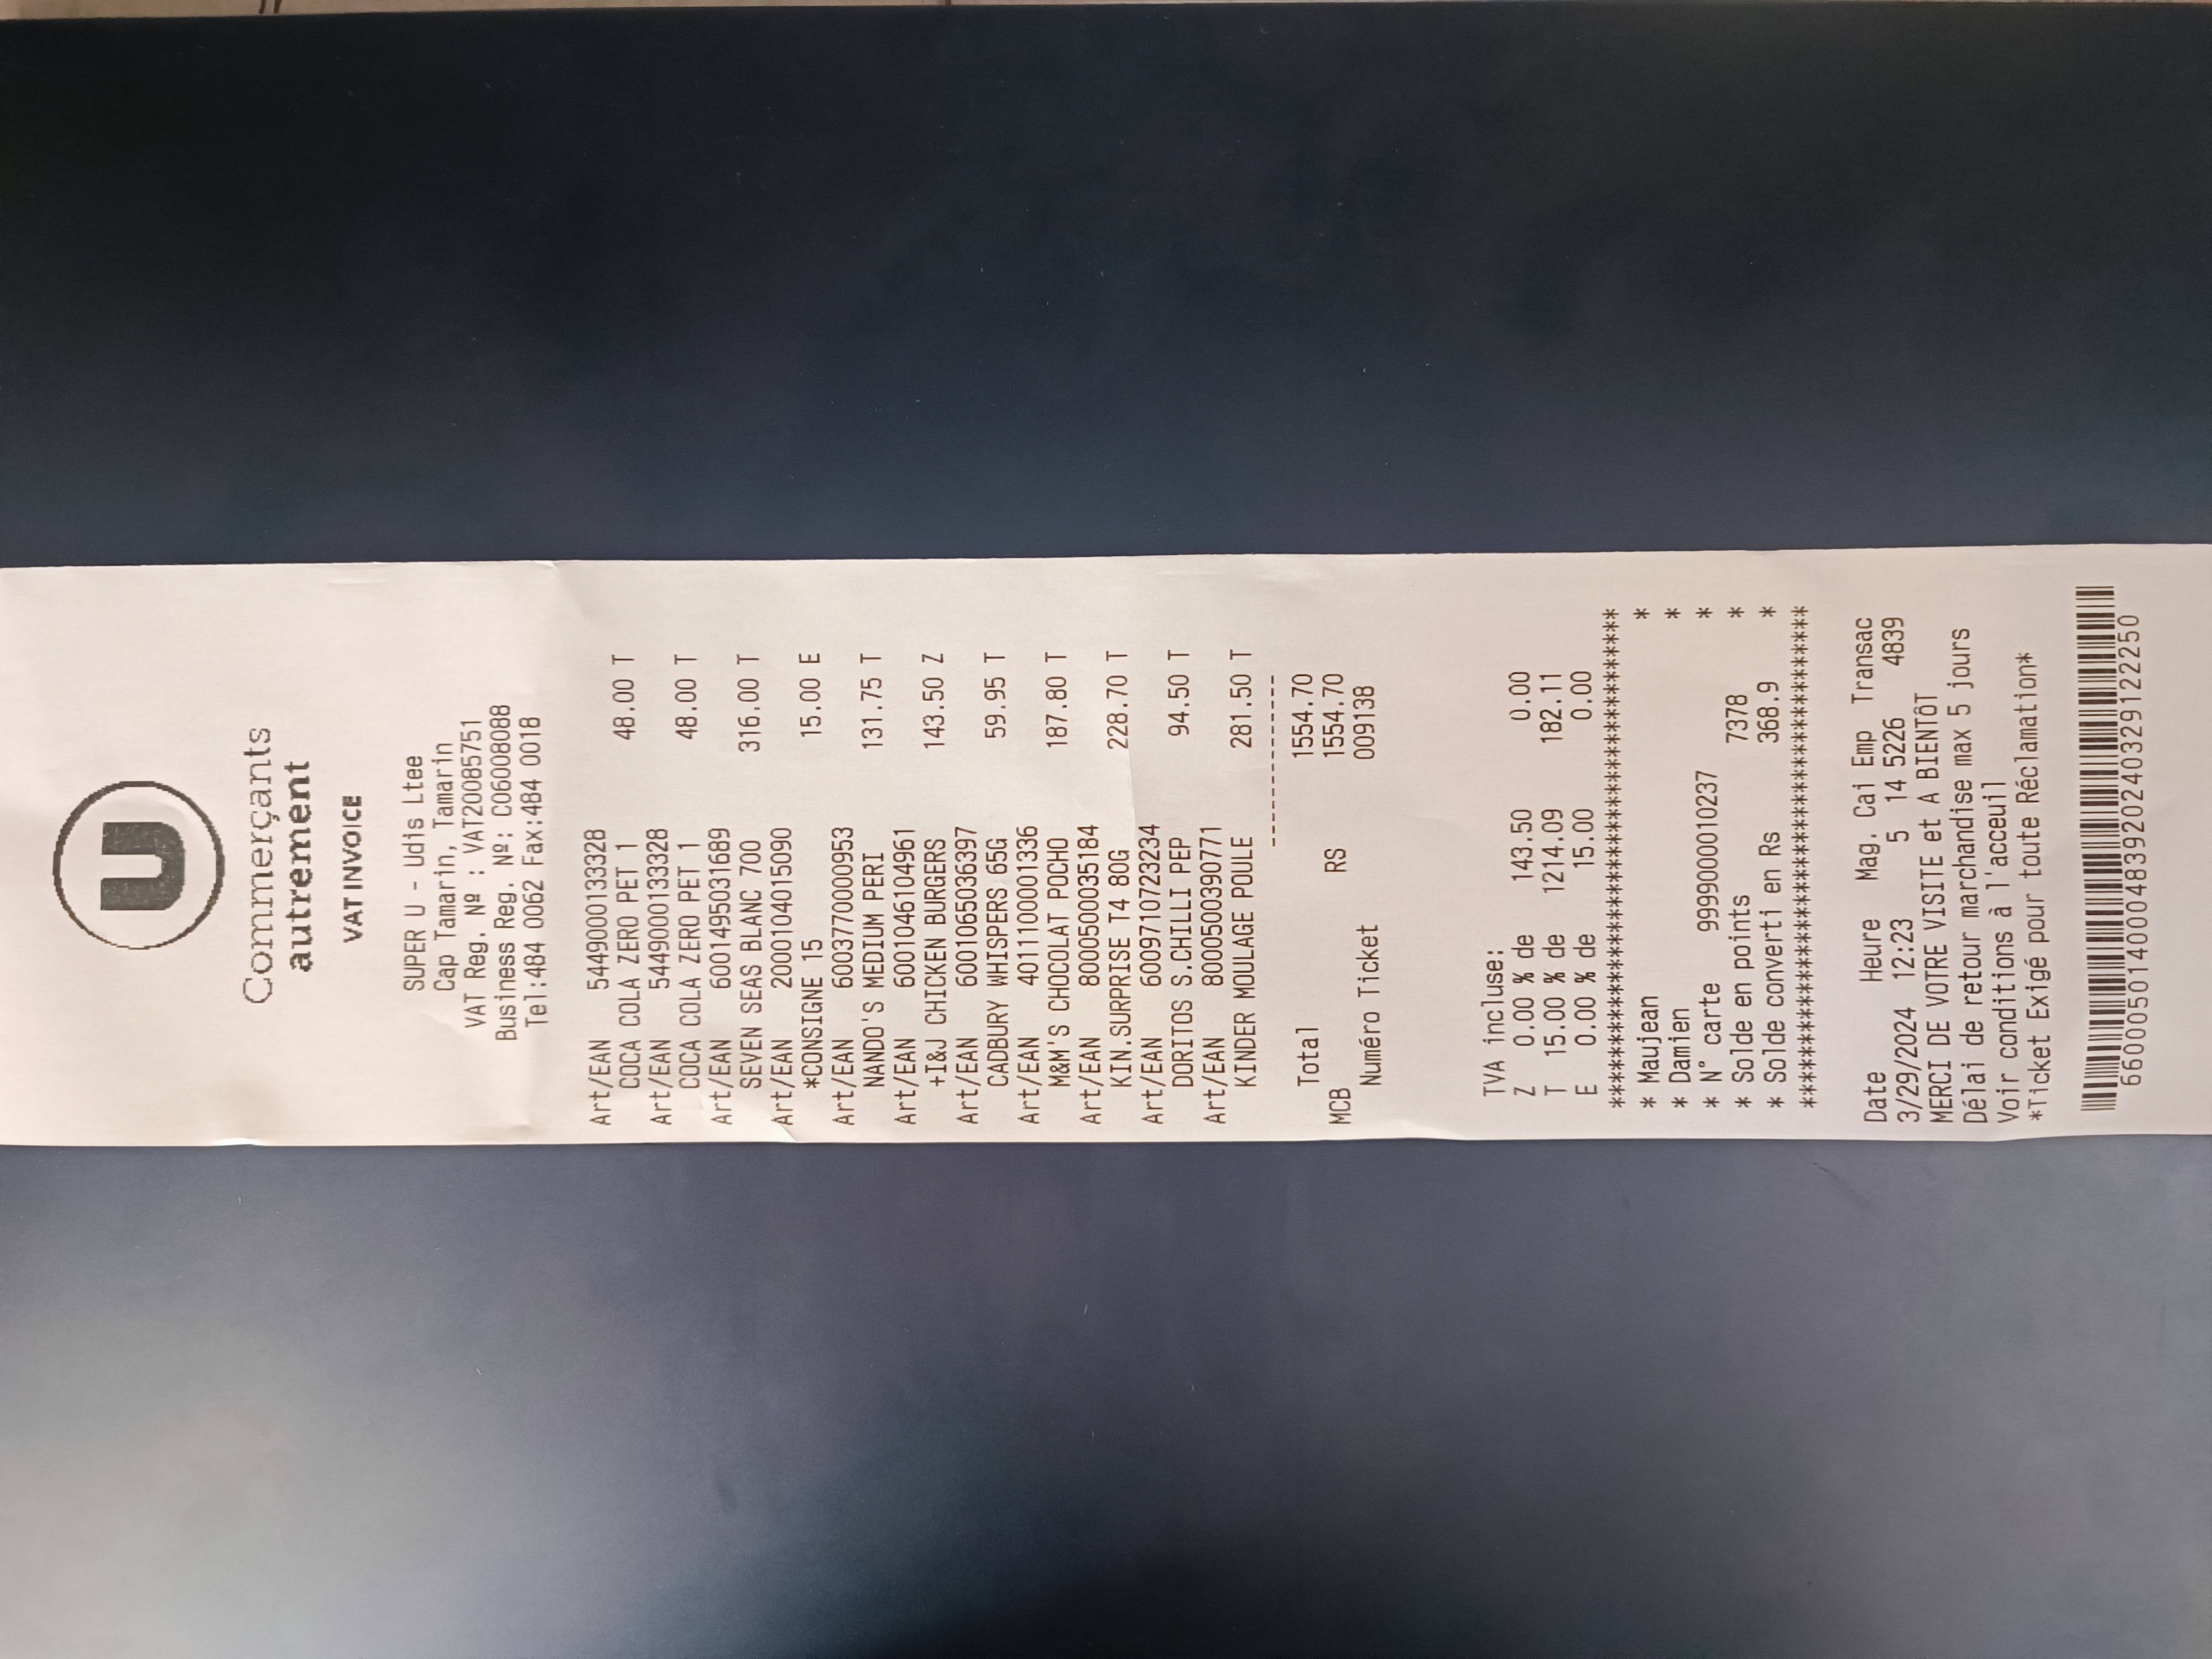 U
Commerçants
autrement
VAT INVOICE
SUPER U - Udis Ltee
Cap Tamarin, Tamarin
VAT Reg. Nº : VAT20085751
Business Reg. Nº: C06008088
Tel:484 0062 Fax:484 0018
Art/EAN 5449000133328
COCA COLA ZERO PET 1 48.00 T
Art/EAN 5449000133328
COCA COLA ZERO PET 1 48.00 T
Art/EAN 6001495031689
SEVEN SEAS BLANC 700 316.00 T
Art/EAN 2000104015090
*CONSIGNE 15 15.00 E
Art/EAN 6003770000953
NANDO'S MEDIUM PERI 131.75 T
Art/EAN 6001046104961
+I&J CHICKEN BURGERS 143.50 Z
Art/EAN 6001065036397
CADBURY WHISPERS 65G 59.95 T
Art/EAN 4011100001336
M&M'S CHOCOLAT POCHO 187.80 T
Art/EAN 8000500035184
KIN.SURPRISE T4 80G 228.70 T
Art/EAN 6009710723234
DORITOS S.CHILLI PEP 94.50 T
Art/EAN 8000500390771
KINDER MOULAGE POULE 281.50 T
------------
Total 1554.70
MCB RS 1554.70
Numéro Ticket 009138
TVA incluse:
Z 0.00 % de 143.50 0.00
T 15.00 % de 1214.09 182.11
E 0.00 % de 15.00 0.00
****************************************
* Maujean *
* Damien *
* N° carte 9999000010237 *
* Solde en points 7378 *
* Solde converti en Rs 368.9 *
****************************************
Date Heure Mag. Cai Emp Transac
3/29/2024 12:23 5 14 5226 4839
MERCI DE VOTRE VISITE et A BIENTÔT
Délai de retour marchandise max 5 jours
Voir conditions à l'acceuil
*Ticket Exigé pour toute Réclamation*
660005014000483920240329122250